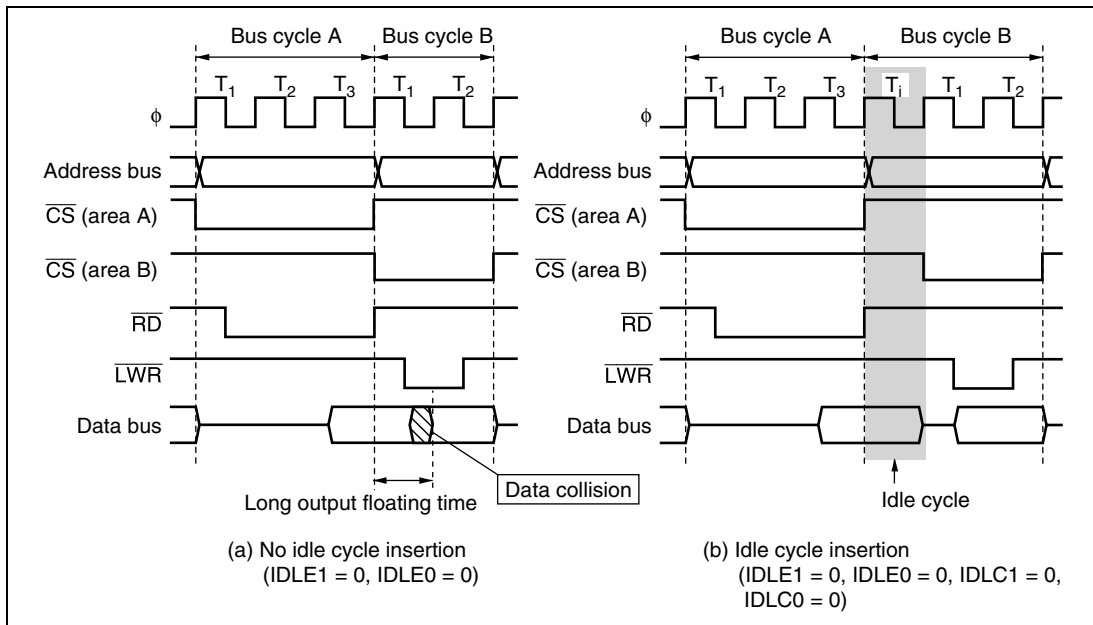 Bus cycle A Bus cycle B
T1 T2 T3 T1 T2
ϕ
Address bus
CS (area A)
CS (area B)
RD
LWR
Data bus
Long output floating time
Data collision
(a) No idle cycle insertion
(IDLE1 = 0, IDLE0 = 0)
Bus cycle A Bus cycle B
T1 T2 T3 Ti T1 T2
ϕ
Address bus
CS (area A)
CS (area B)
RD
LWR
Data bus
Idle cycle
(b) Idle cycle insertion
(IDLE1 = 0, IDLE0 = 0, IDLC1 = 0,
IDLC0 = 0)